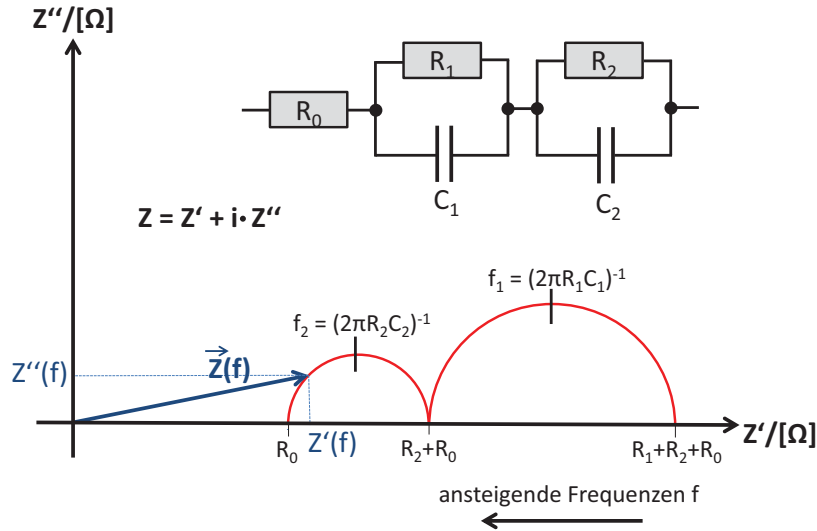 Z''/[Ω]
R₁
R₂
R₀
C₁
C₂
Z = Z' + i· Z''
f₁ = (2πR₁C₁)⁻¹
f₂ = (2πR₂C₂)⁻¹
Z''(f)
Z(f)
R₀
Z'(f)
R₂+R₀
R₁+R₂+R₀
Z'/[Ω]
ansteigende Frequenzen f